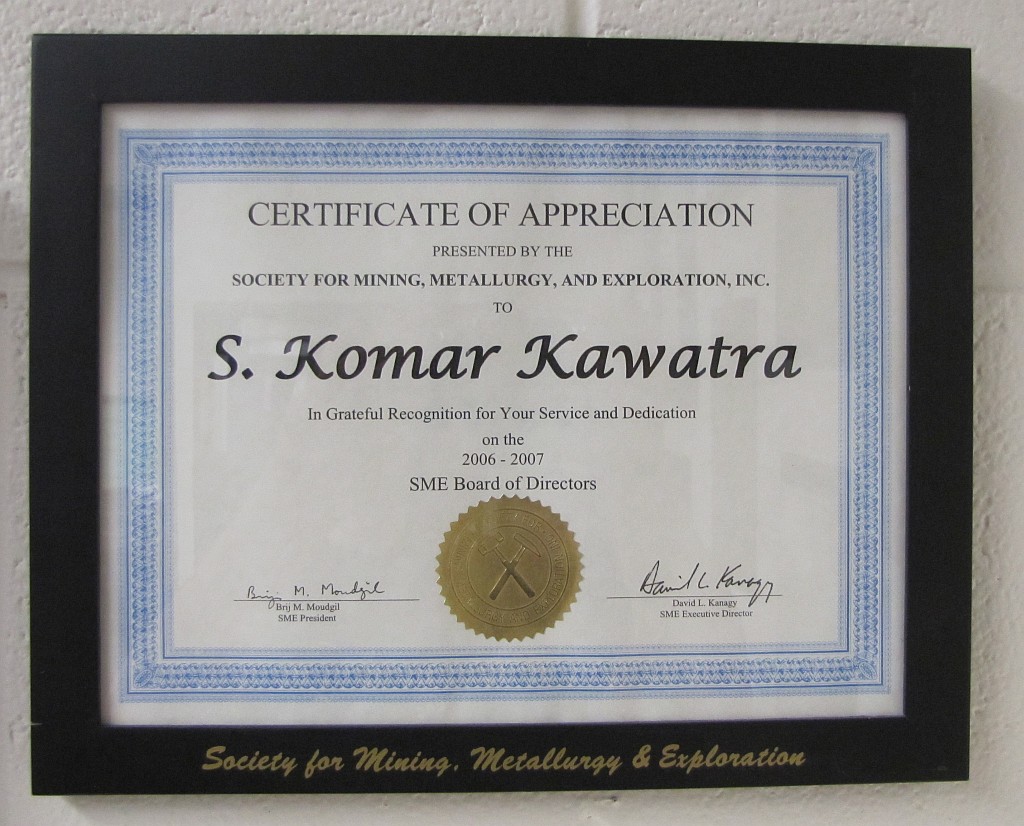 CERTIFICATE OF APPRECIATION
PRESENTED BY THE
SOCIETY FOR MINING, METALLURGY, AND EXPLORATION, INC.
TO
S. Komar Kawatra
In Grateful Recognition for Your Service and Dedication
on the
2006 - 2007
SME Board of Directors
Brij M. Moudgil
Brij M. Moudgil
SME President
David L. Kanagy
David L. Kanagy
SME Executive Director
Society for Mining, Metallurgy & Exploration